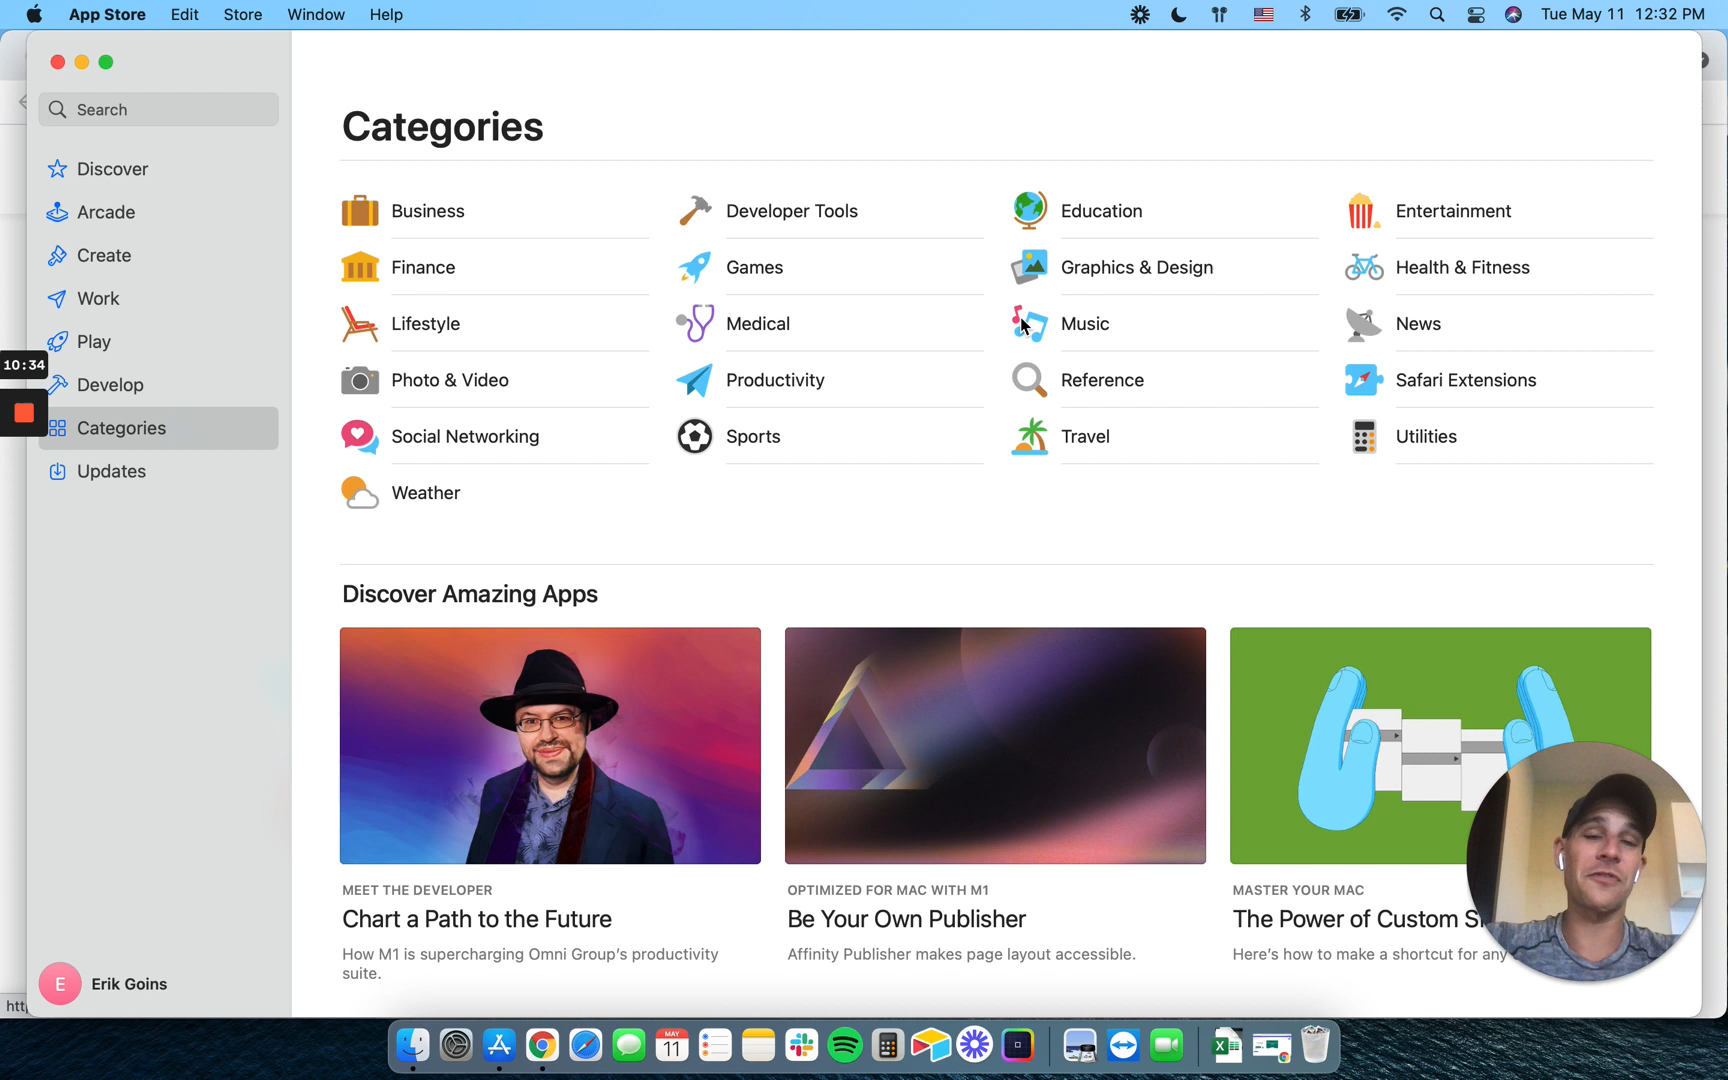 App Store Edit Store Window Help
Tue May 11 12:32 PM
Search
Discover
Arcade
Create
Work
Play
10:34
Develop
Categories
Updates
Categories
Business
Developer Tools
Education
Entertainment
Finance
Games
Graphics & Design
Health & Fitness
Lifestyle
Medical
Music
News
Photo & Video
Productivity
Reference
Safari Extensions
Social Networking
Sports
Travel
Utilities
Weather
Discover Amazing Apps
MEET THE DEVELOPER
Chart a Path to the Future
How M1 is supercharging Omni Group's productivity
suite.
OPTIMIZED FOR MAC WITH M1
Be Your Own Publisher
Affinity Publisher makes page layout accessible.
MASTER YOUR MAC
The Power of Custom
Here's how to make a shortcut for any
E Erik Goins
MAY
11